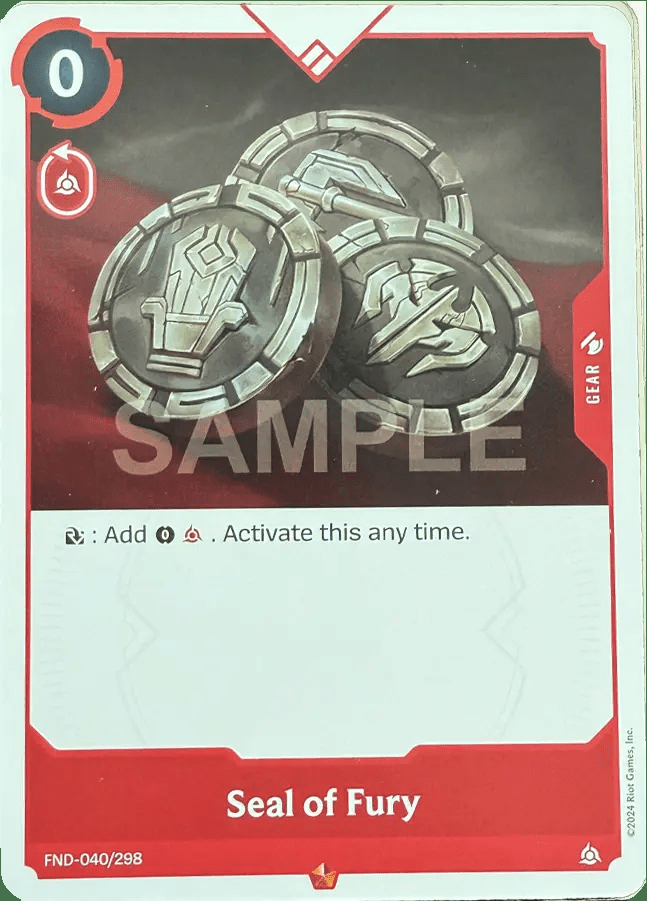 0
GEAR
SAMPLE
: Add 0 . Activate this any time.
©2024 Riot Games, Inc.
Seal of Fury
FND-040/298